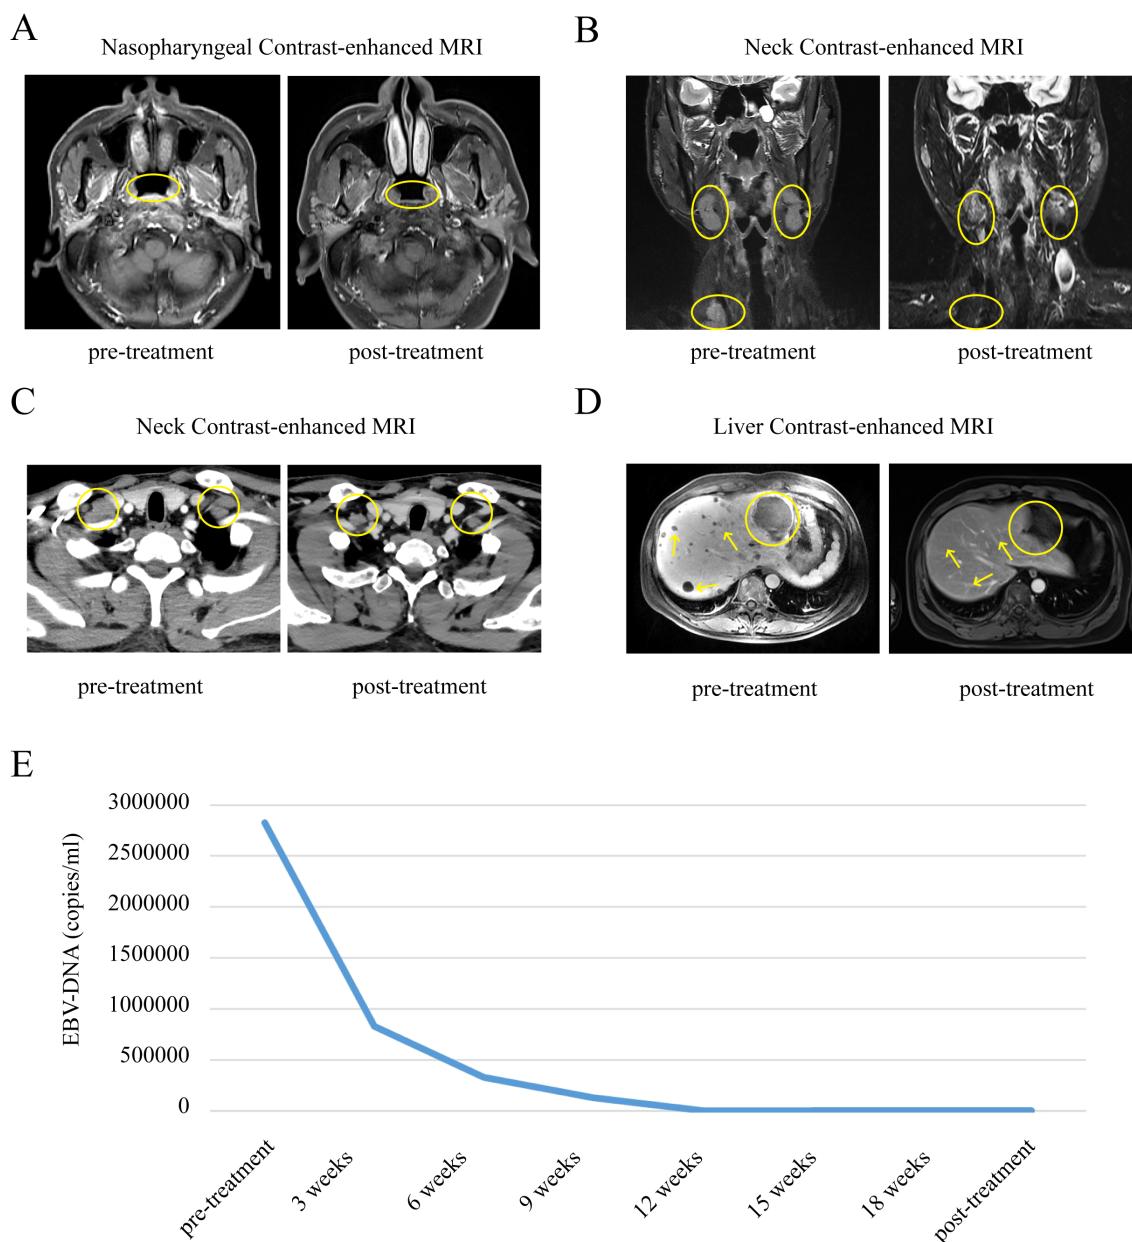 A
Nasopharyngeal Contrast-enhanced MRI
pre-treatment
post-treatment
B
Neck Contrast-enhanced MRI
pre-treatment
post-treatment
C
Neck Contrast-enhanced MRI
pre-treatment
post-treatment
D
Liver Contrast-enhanced MRI
pre-treatment
post-treatment
E
EBV-DNA (copies/ml)
3000000
2500000
2000000
1500000
1000000
500000
0
pre-treatment
3 weeks
6 weeks
9 weeks
12 weeks
15 weeks
18 weeks
post-treatment